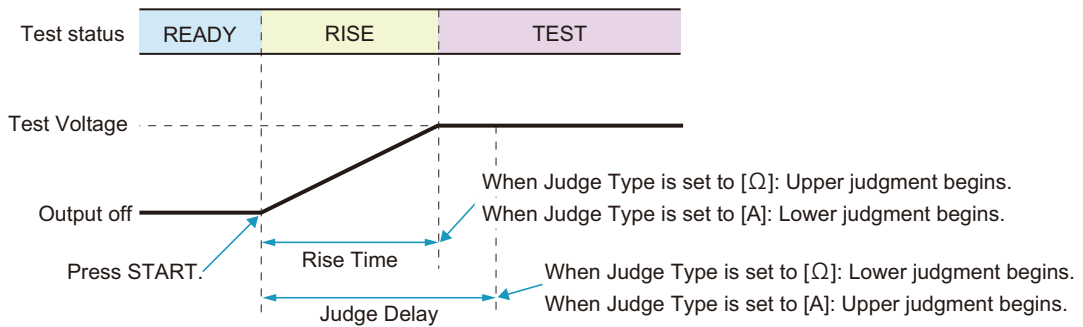 Test status READY RISE TEST
Test Voltage
When Judge Type is set to [Ω]: Upper judgment begins.
Output off
When Judge Type is set to [A]: Lower judgment begins.
Press START.
Rise Time
When Judge Type is set to [Ω]: Lower judgment begins.
Judge Delay
When Judge Type is set to [A]: Upper judgment begins.